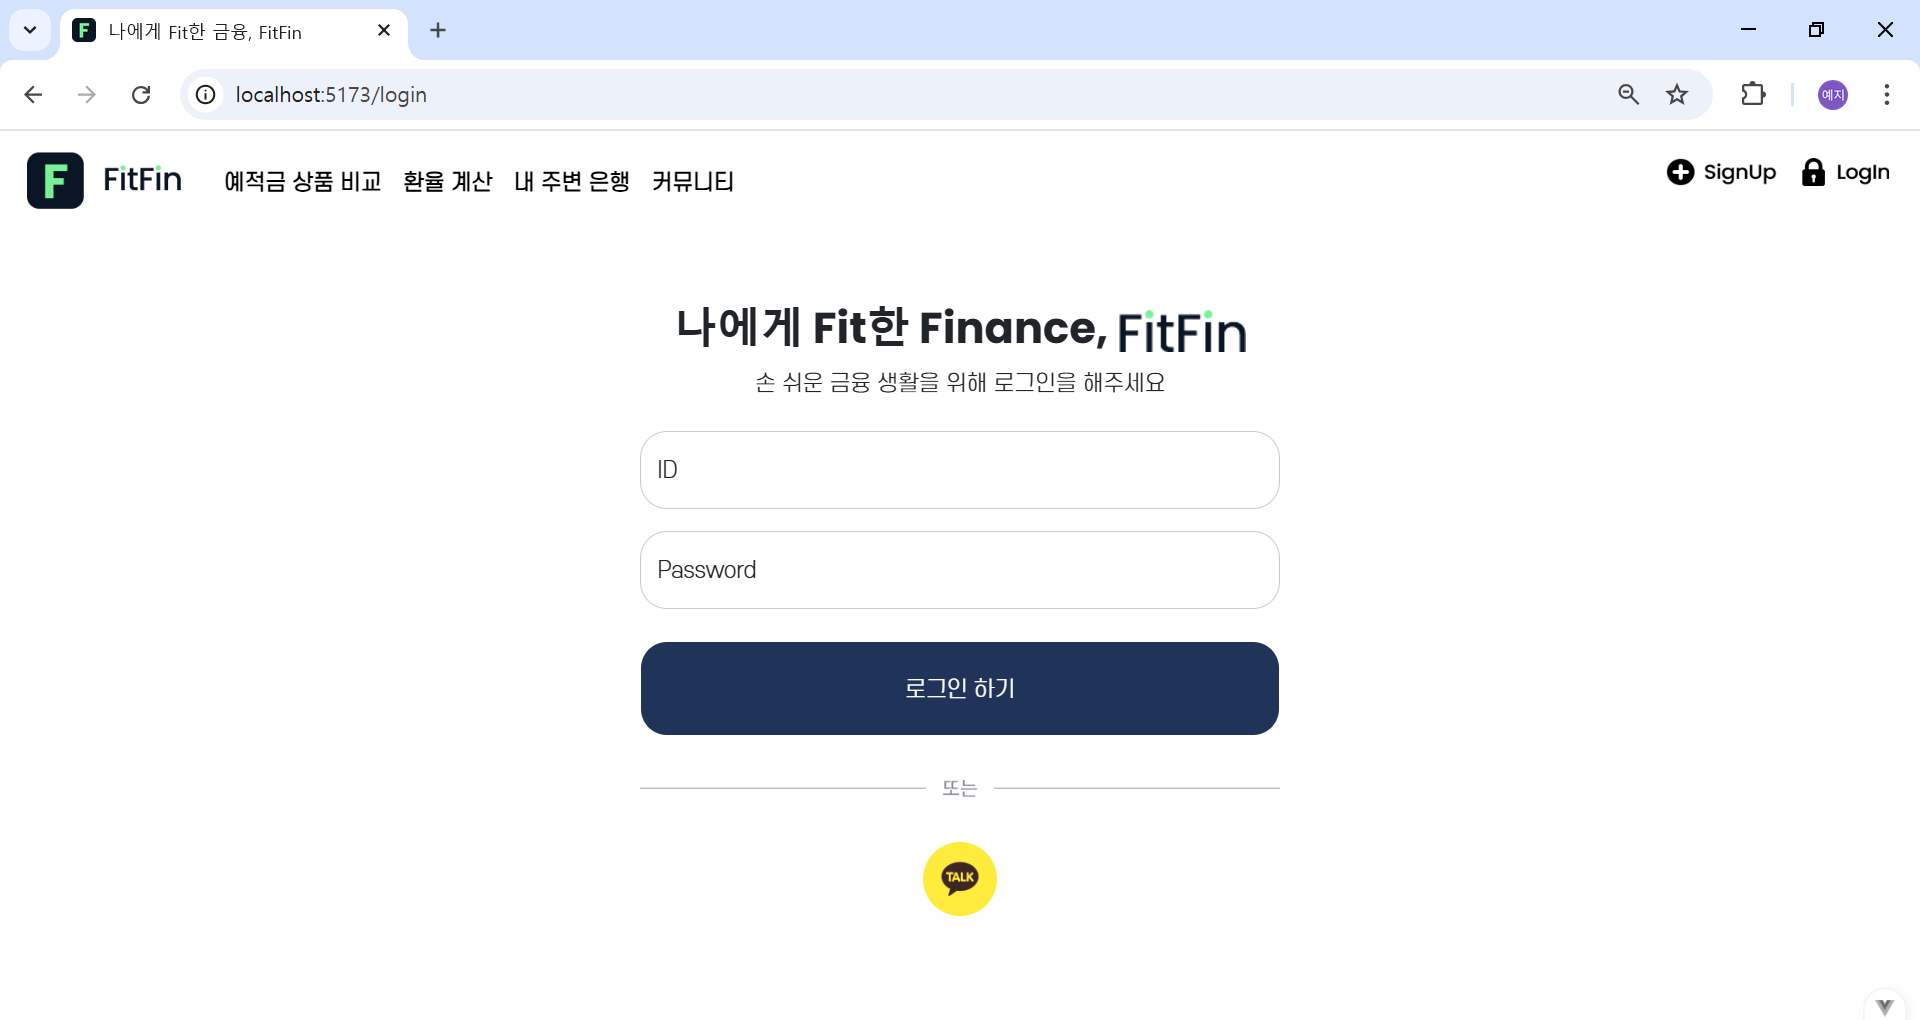 F 나에게 Fit한 금융, FitFin
localhost:5173/login
예지
F FitFin 예적금 상품 비교 환율 계산 내 주변 은행 커뮤니티 SignUp LogIn
나에게 Fit한 Finance, FitFin
손 쉬운 금융 생활을 위해 로그인을 해주세요
ID
Password
로그인 하기
또는
TALK